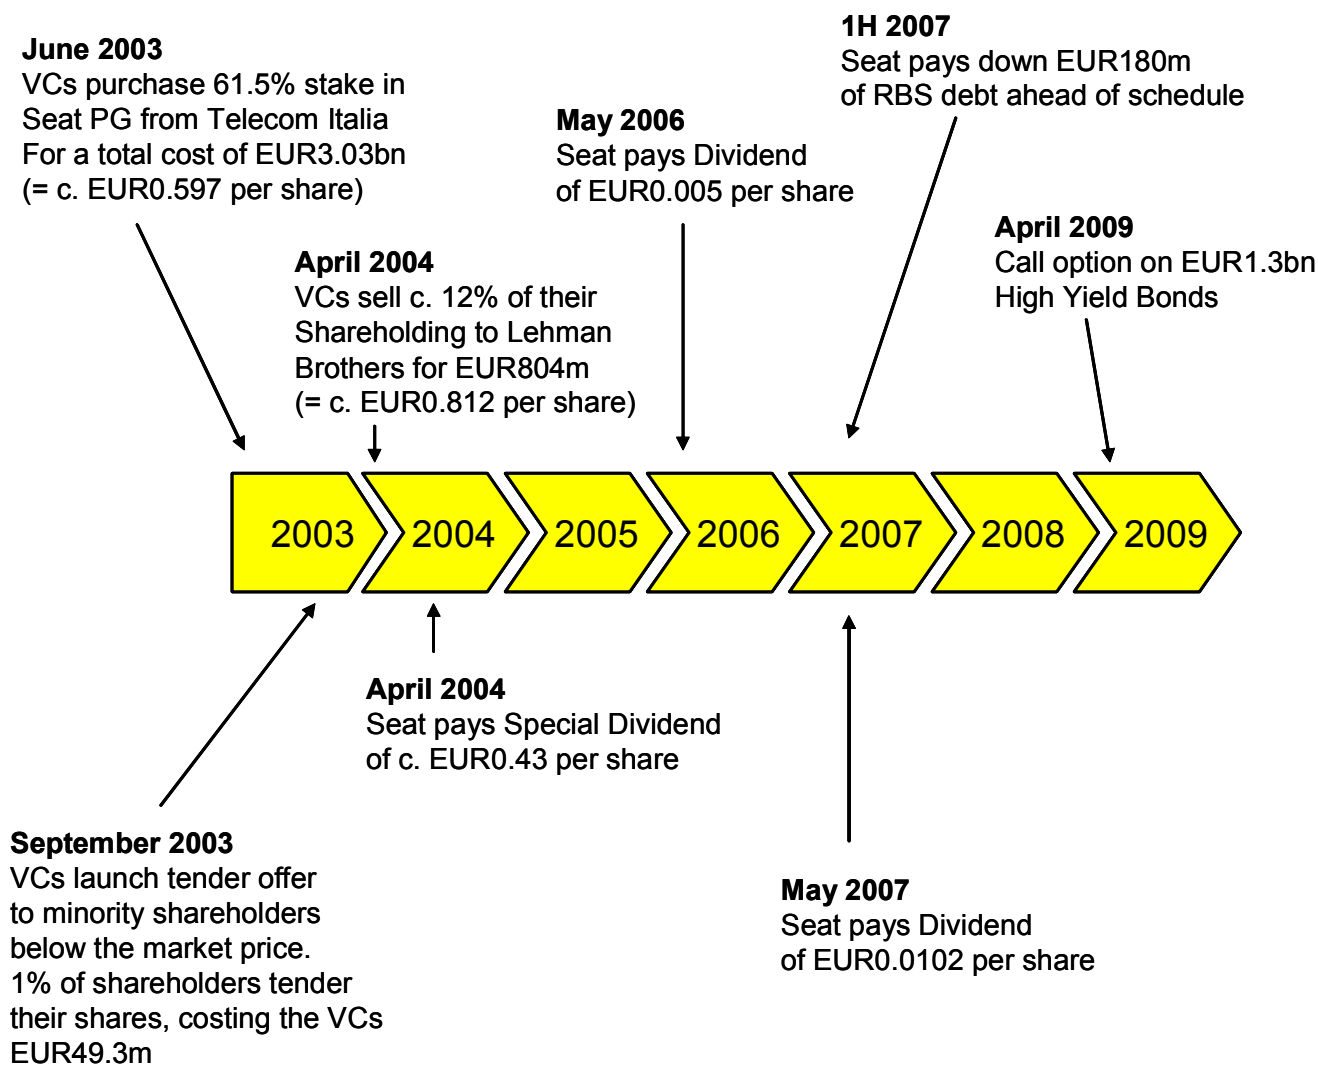 June 2003
VCs purchase 61.5% stake in
Seat PG from Telecom Italia
For a total cost of EUR3.03bn
(= c. EUR0.597 per share)
April 2004
VCs sell c. 12% of their
Shareholding to Lehman
Brothers for EUR804m
(= c. EUR0.812 per share)
May 2006
Seat pays Dividend
of EUR0.005 per share
1H 2007
Seat pays down EUR180m
of RBS debt ahead of schedule
April 2009
Call option on EUR1.3bn
High Yield Bonds
2003
2004
2005
2006
2007
2008
2009
September 2003
VCs launch tender offer
to minority shareholders
below the market price.
1% of shareholders tender
their shares, costing the VCs
EUR49.3m
April 2004
Seat pays Special Dividend
of c. EUR0.43 per share
May 2007
Seat pays Dividend
of EUR0.0102 per share